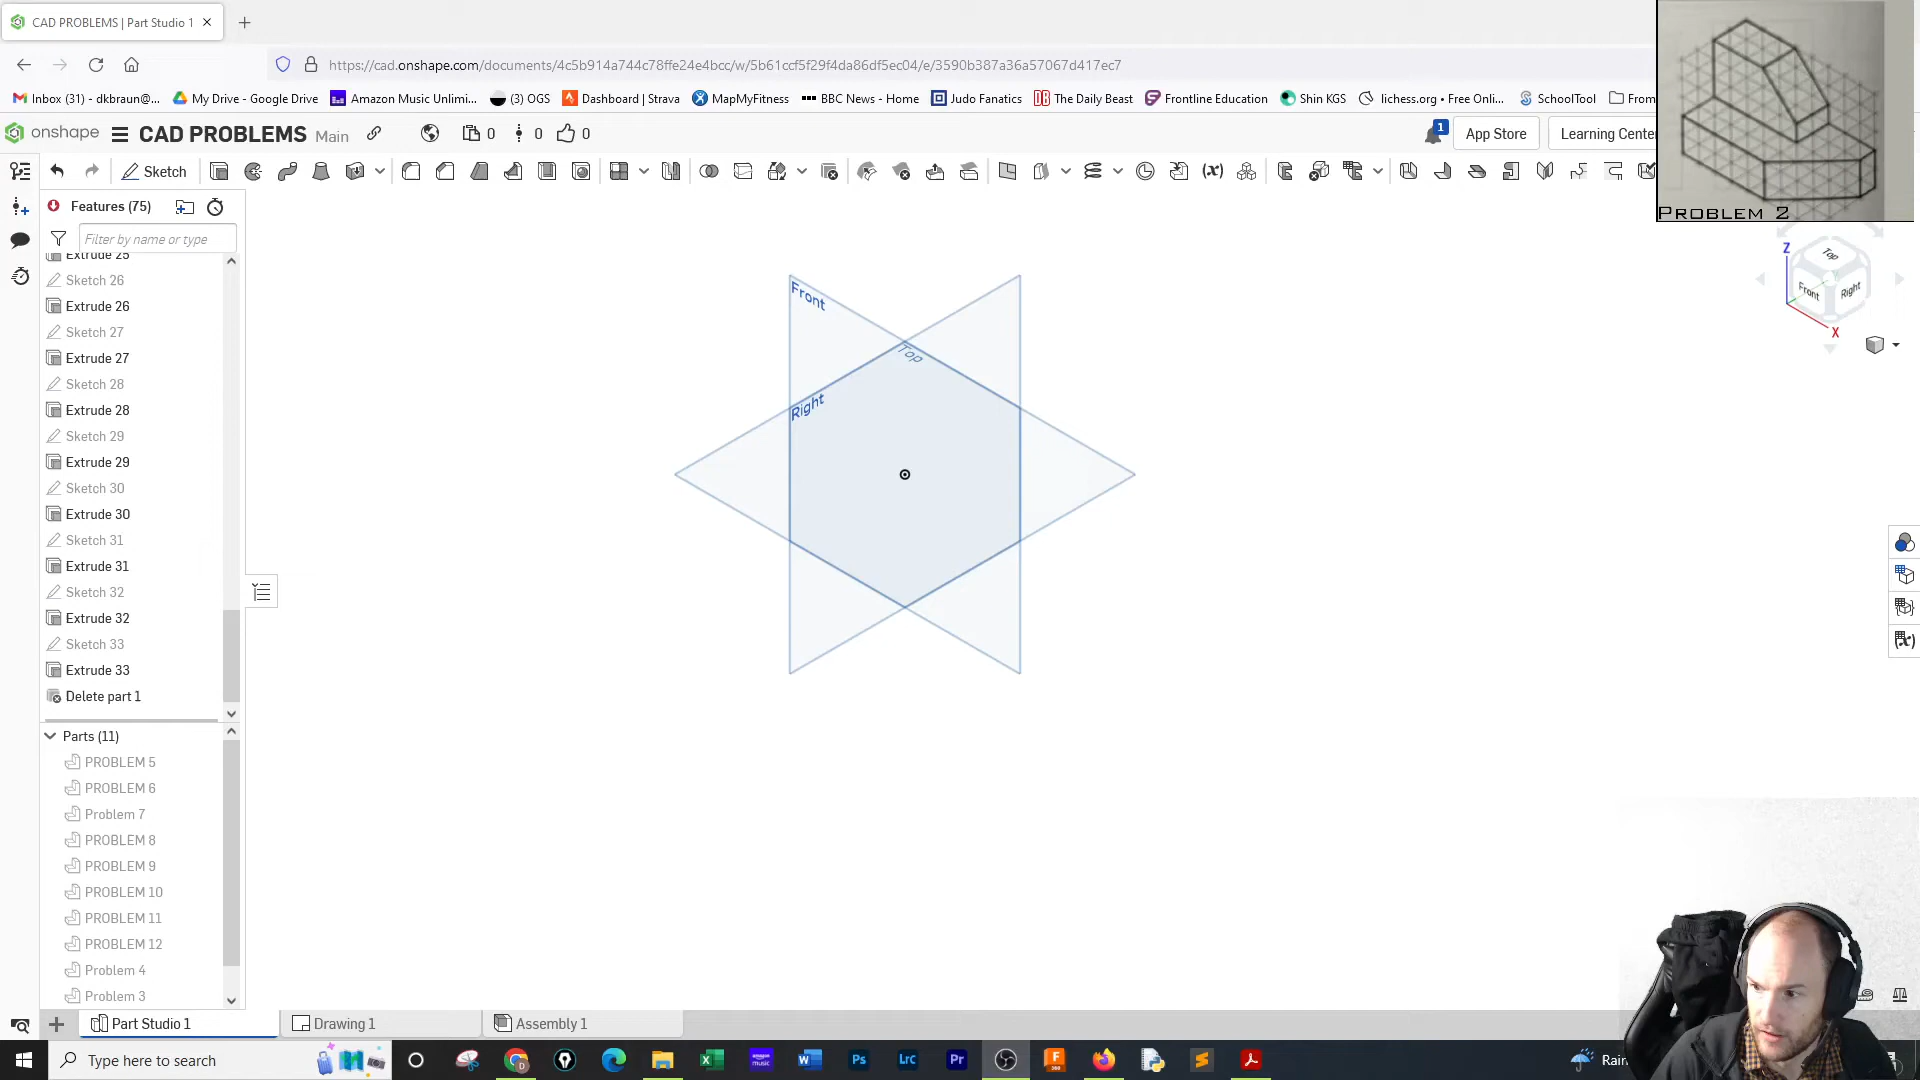 CAD PROBLEMS | Part Studio 1
https://cad.onshape.com/documents/4c5b914a744c78ffe24e4bcc/w/5b61ccf5f29f4da86df5ec04/e/3590b387a36a57067d417ec7
Inbox (31) - dkbraun@...
My Drive - Google Drive
Amazon Music Unlimi...
(3) OGS
Dashboard | Strava
MapMyFitness
BBC News - Home
Judo Fanatics
The Daily Beast
Frontline Education
Shin KGS
lichess.org • Free Onli...
SchoolTool
From
onshape
CAD PROBLEMS
Main
0
0
0
1
App Store
Learning Cente
Sketch
(x)
PROBLEM 2
Features (75)
Filter by name or type
Extrude 25
Sketch 26
Extrude 26
Sketch 27
Extrude 27
Sketch 28
Extrude 28
Sketch 29
Extrude 29
Sketch 30
Extrude 30
Sketch 31
Extrude 31
Sketch 32
Extrude 32
Sketch 33
Extrude 33
Delete part 1
Front
Top
Right
Z
Top
Front
Right
X
(x)
Parts (11)
PROBLEM 5
PROBLEM 6
Problem 7
PROBLEM 8
PROBLEM 9
PROBLEM 10
PROBLEM 11
PROBLEM 12
Problem 4
Problem 3
Part Studio 1
Drawing 1
Assembly 1
Type here to search
Ps
Lrc
Pr
Rain